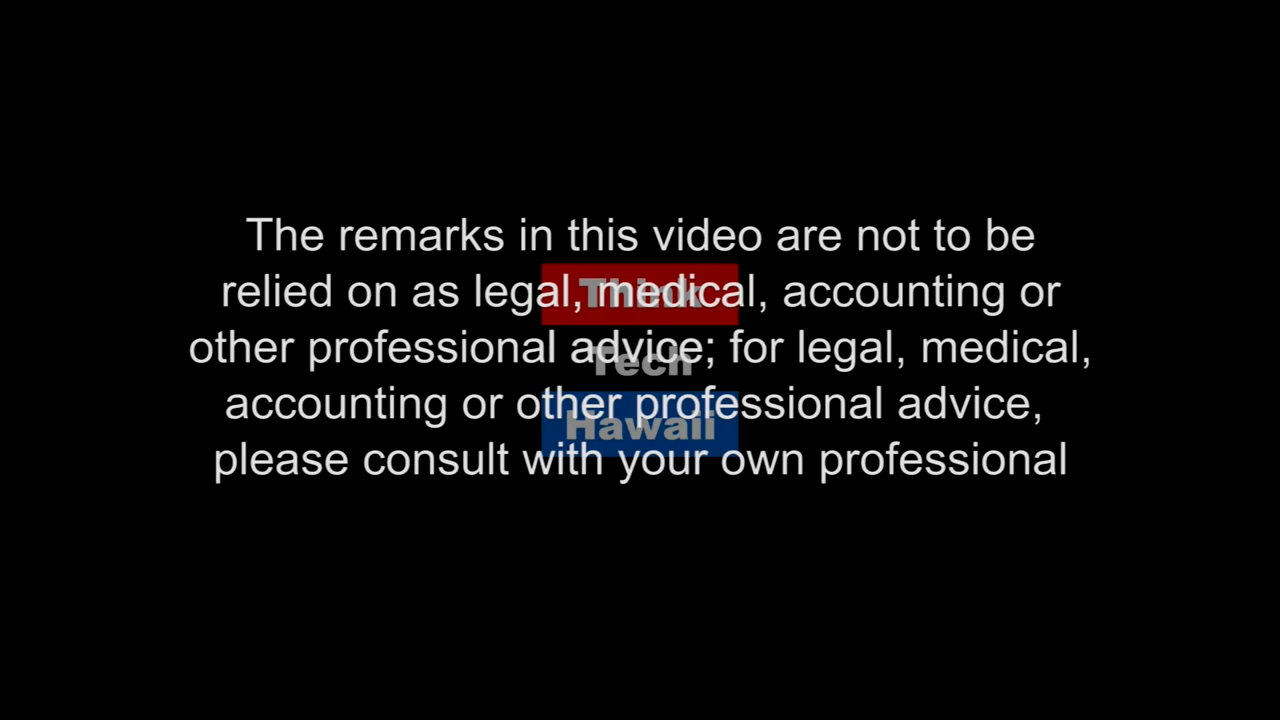 The remarks in this video are not to be
relied on as legal, medical, accounting or
other professional advice; for legal, medical,
accounting or other professional advice,
please consult with your own professional
Think
Tech
Hawaii